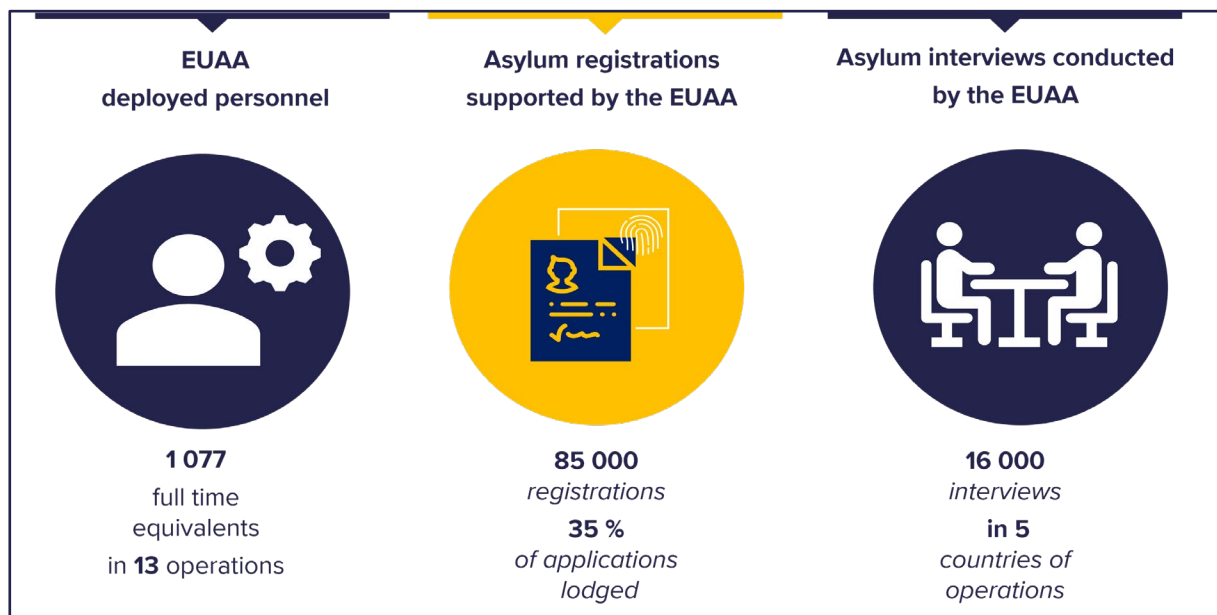 EUAA
deployed personnel
1 077
full time
equivalents
in 13 operations
Asylum registrations
supported by the EUAA
85 000
registrations
35 %
of applications
lodged
Asylum interviews conducted
by the EUAA
16 000
interviews
in 5
countries of
operations